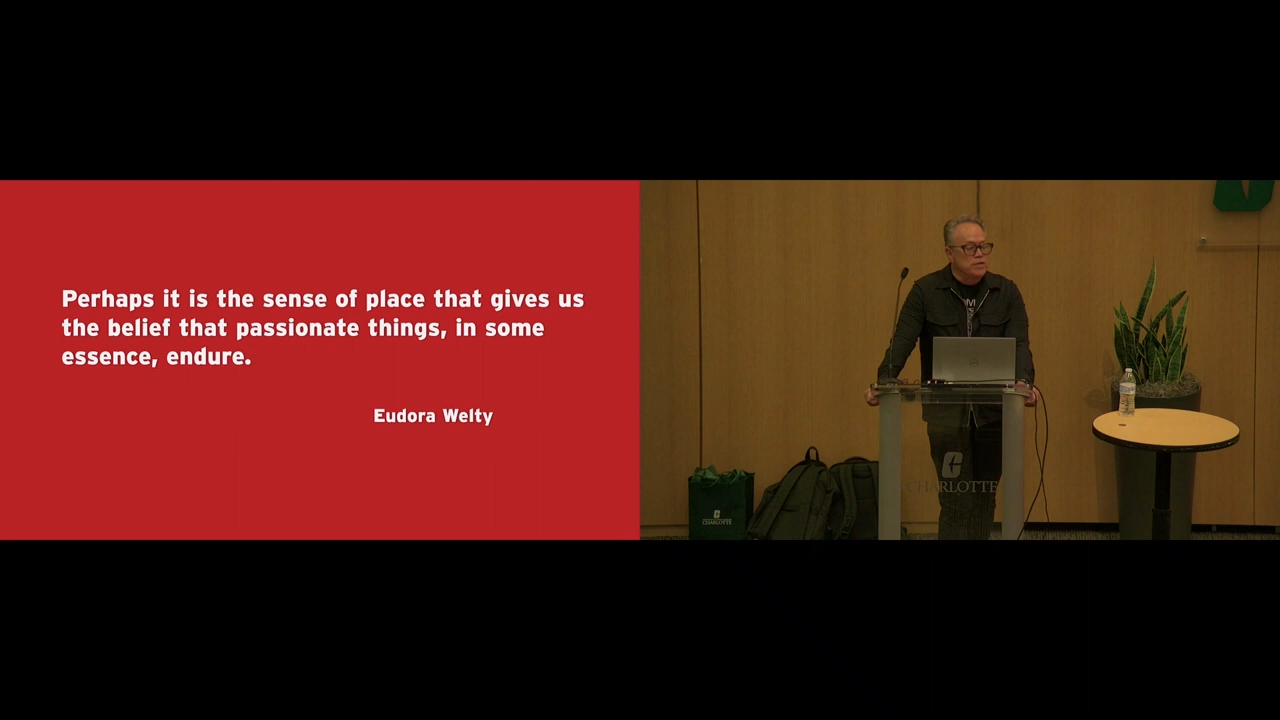 Perhaps it is the sense of place that gives us
the belief that passionate things, in some
essence, endure.
Eudora Welty
CHARLOTTE
CHARLOTTE